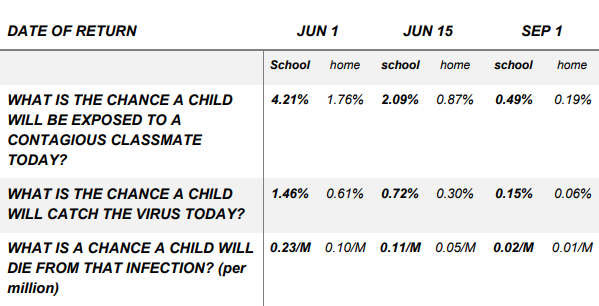 DATE OF RETURN JUN 1 JUN 15 SEP 1
School home school home school home
WHAT IS THE CHANCE A CHILD 4.21% 1.76% 2.09% 0.87% 0.49% 0.19%
WILL BE EXPOSED TO A
CONTAGIOUS CLASSMATE
TODAY?
WHAT IS THE CHANCE A CHILD 1.46% 0.61% 0.72% 0.30% 0.15% 0.06%
WILL CATCH THE VIRUS TODAY?
WHAT IS A CHANCE A CHILD WILL 0.23/M 0.10/M 0.11/M 0.05/M 0.02/M 0.01/M
DIE FROM THAT INFECTION? (per
million)